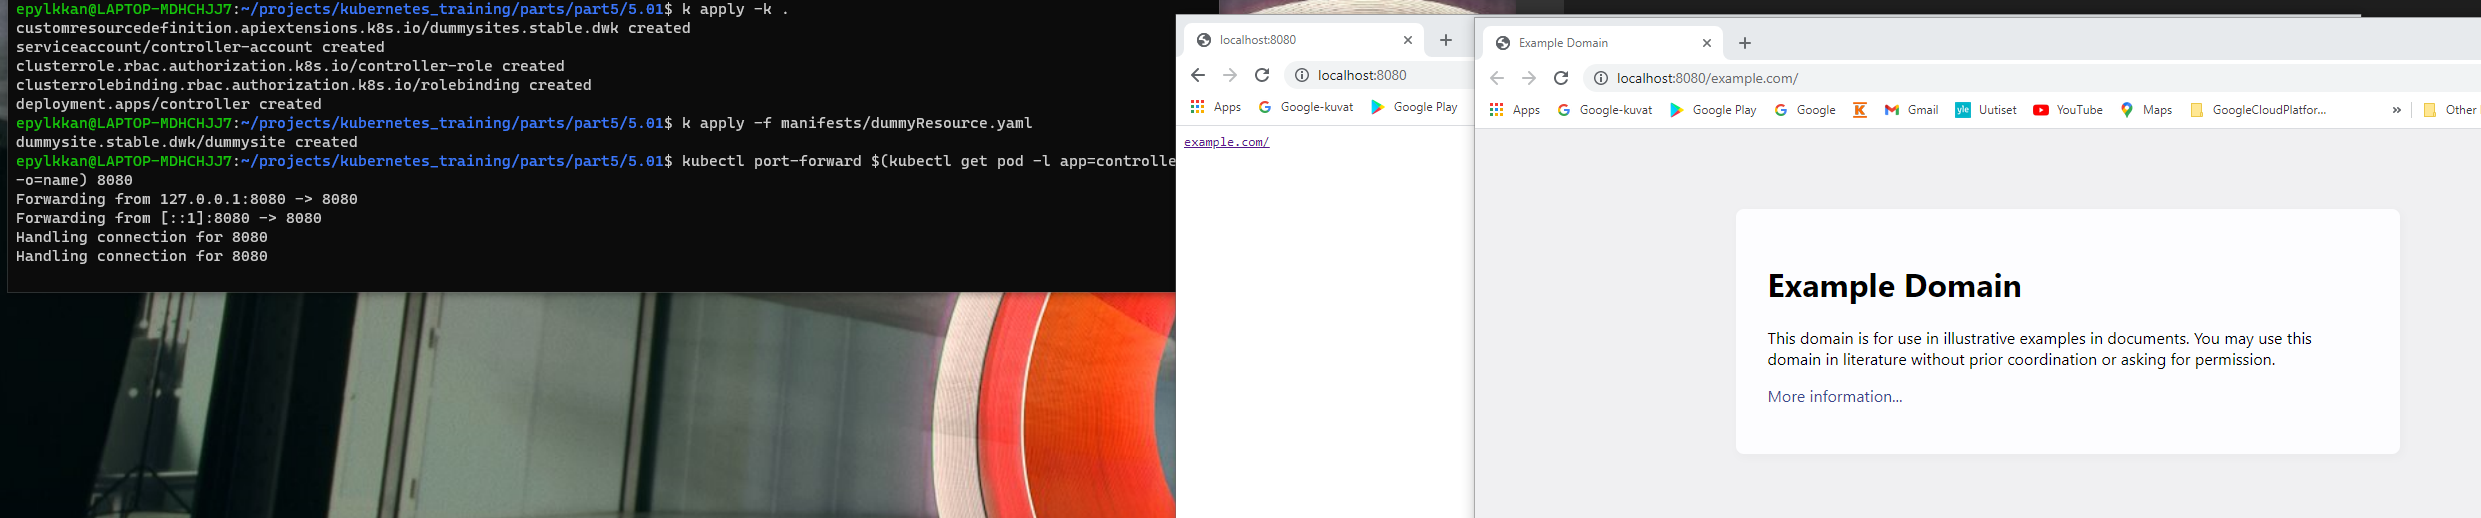 epylkkan@LAPTOP-MDHCHJJ7:~/projects/kubernetes_training/parts/part5/5.01$ k apply -k .
customresourcedefinition.apiextensions.k8s.io/dummysites.stable.dwk created
serviceaccount/controller-account created
clusterrole.rbac.authorization.k8s.io/controller-role created
clusterrolebinding.rbac.authorization.k8s.io/rolebinding created
deployment.apps/controller created
epylkkan@LAPTOP-MDHCHJJ7:~/projects/kubernetes_training/parts/part5/5.01$ k apply -f manifests/dummyResource.yaml
dummysite.stable.dwk/dummysite created
epylkkan@LAPTOP-MDHCHJJ7:~/projects/kubernetes_training/parts/part5/5.01$ kubectl port-forward $(kubectl get pod -l app=controlle
-o=name) 8080
Forwarding from 127.0.0.1:8080 -> 8080
Forwarding from [::1]:8080 -> 8080
Handling connection for 8080
Handling connection for 8080
localhost:8080
localhost:8080
Apps Google-kuvat Google Play
example.com/
Example Domain
localhost:8080/example.com/
Apps Google-kuvat Google Play Google Gmail yle Uutiset YouTube Maps GoogleCloudPlatfor... » Other
Example Domain
This domain is for use in illustrative examples in documents. You may use this
domain in literature without prior coordination or asking for permission.
More information...